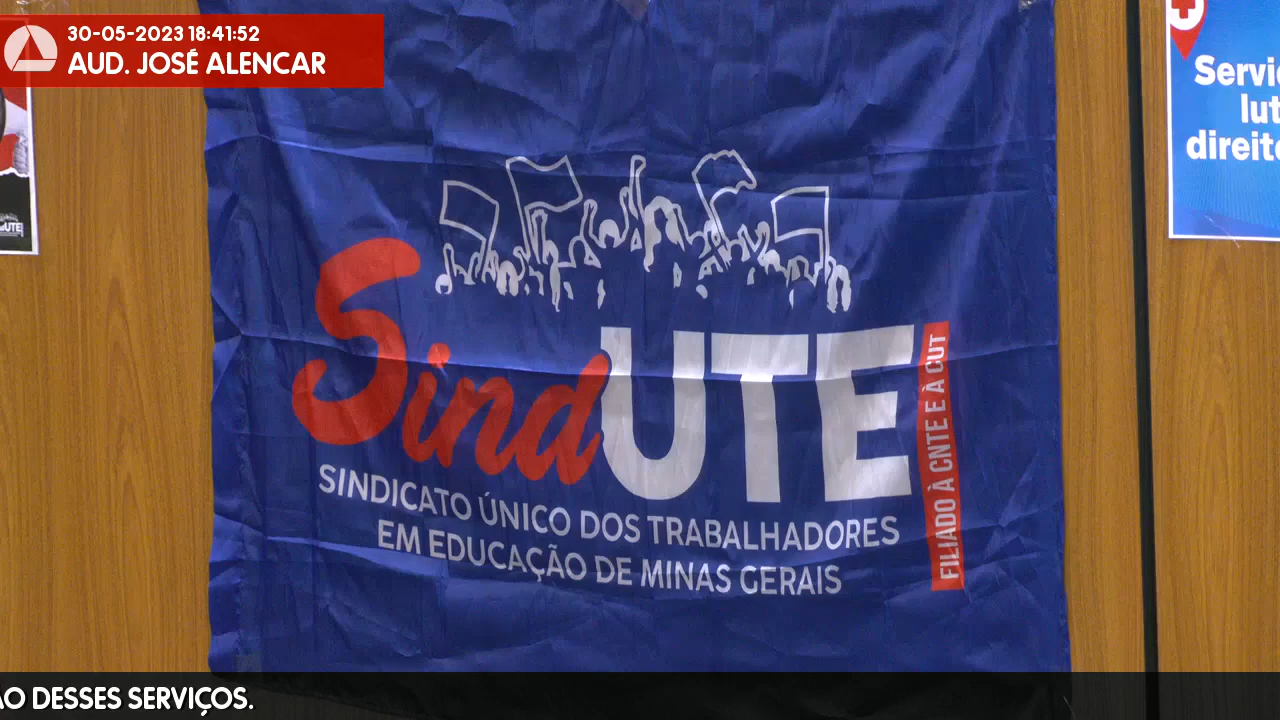 30-05-2023 18:41:52
AUD. JOSÉ ALENCAR
SindUTE
SINDICATO ÚNICO DOS TRABALHADORES
EM EDUCAÇÃO DE MINAS GERAIS
FILIADO À CNTE E À CUT
DESSES SERVIÇOS.